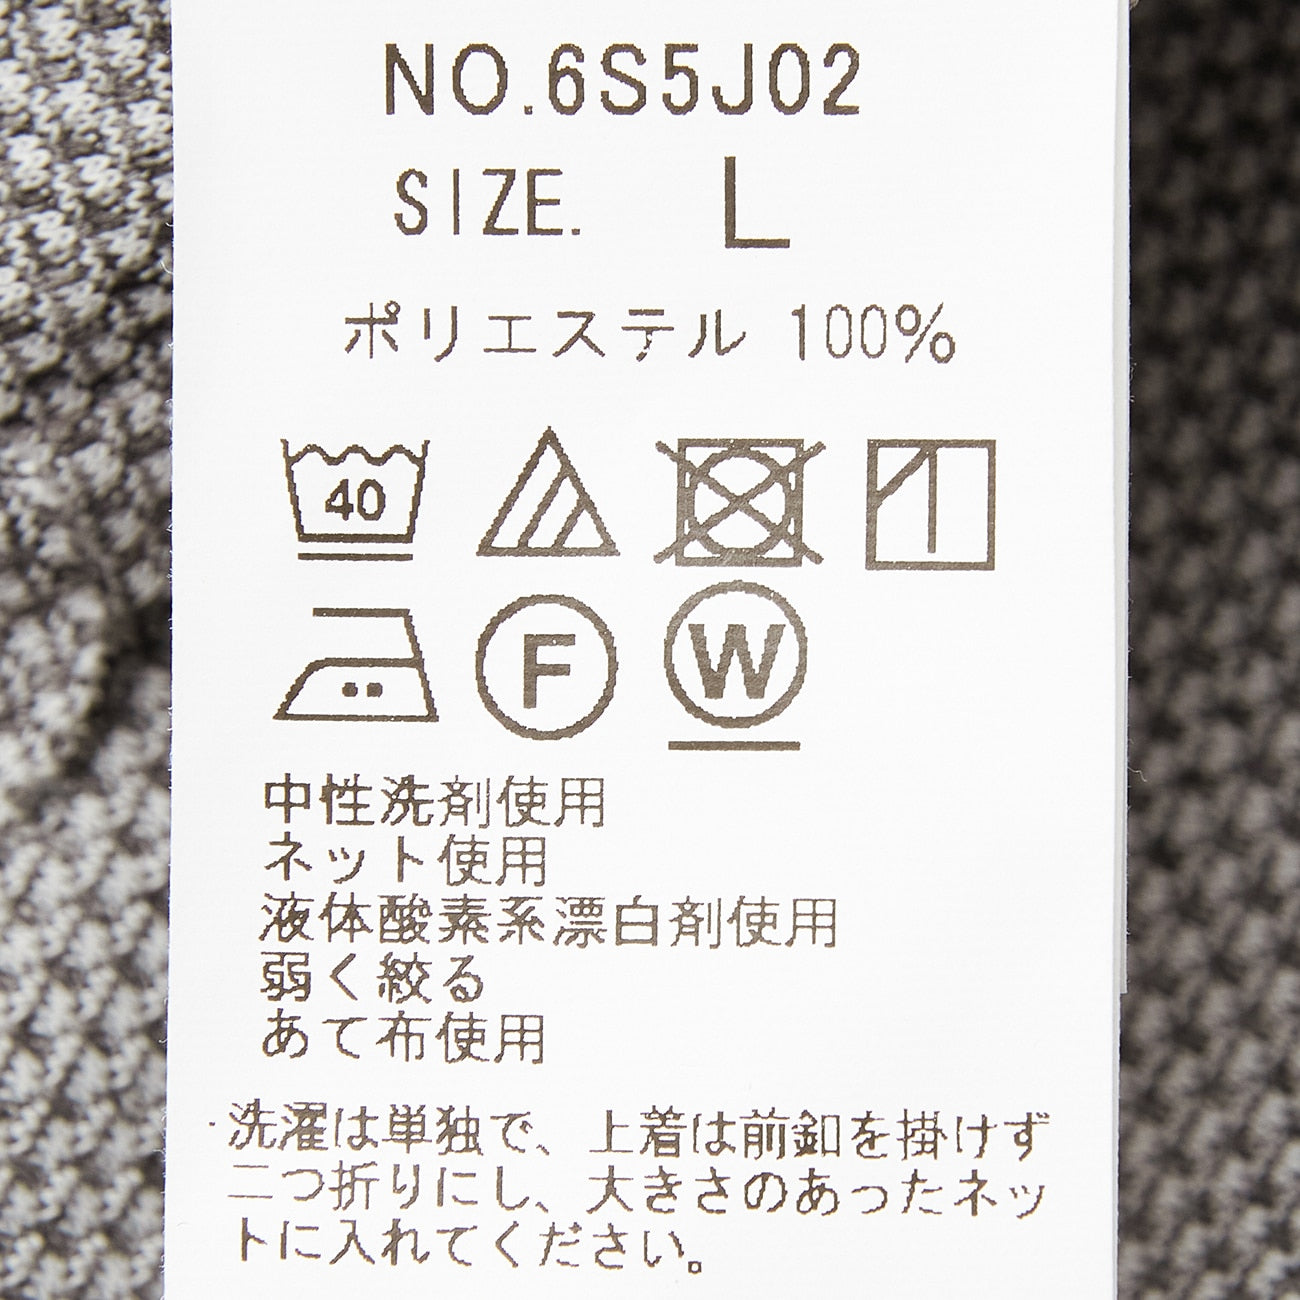 NO.6S5J02
SIZE. L
ポリエステル 100%
40
F W
中性洗剤使用
ネット使用
液体酸素系漂白剤使用
弱く絞る
あて布使用
・洗濯は単独で、上着は前釦を掛けず
二つ折りにし、大きさのあったネッ
トに入れてください。